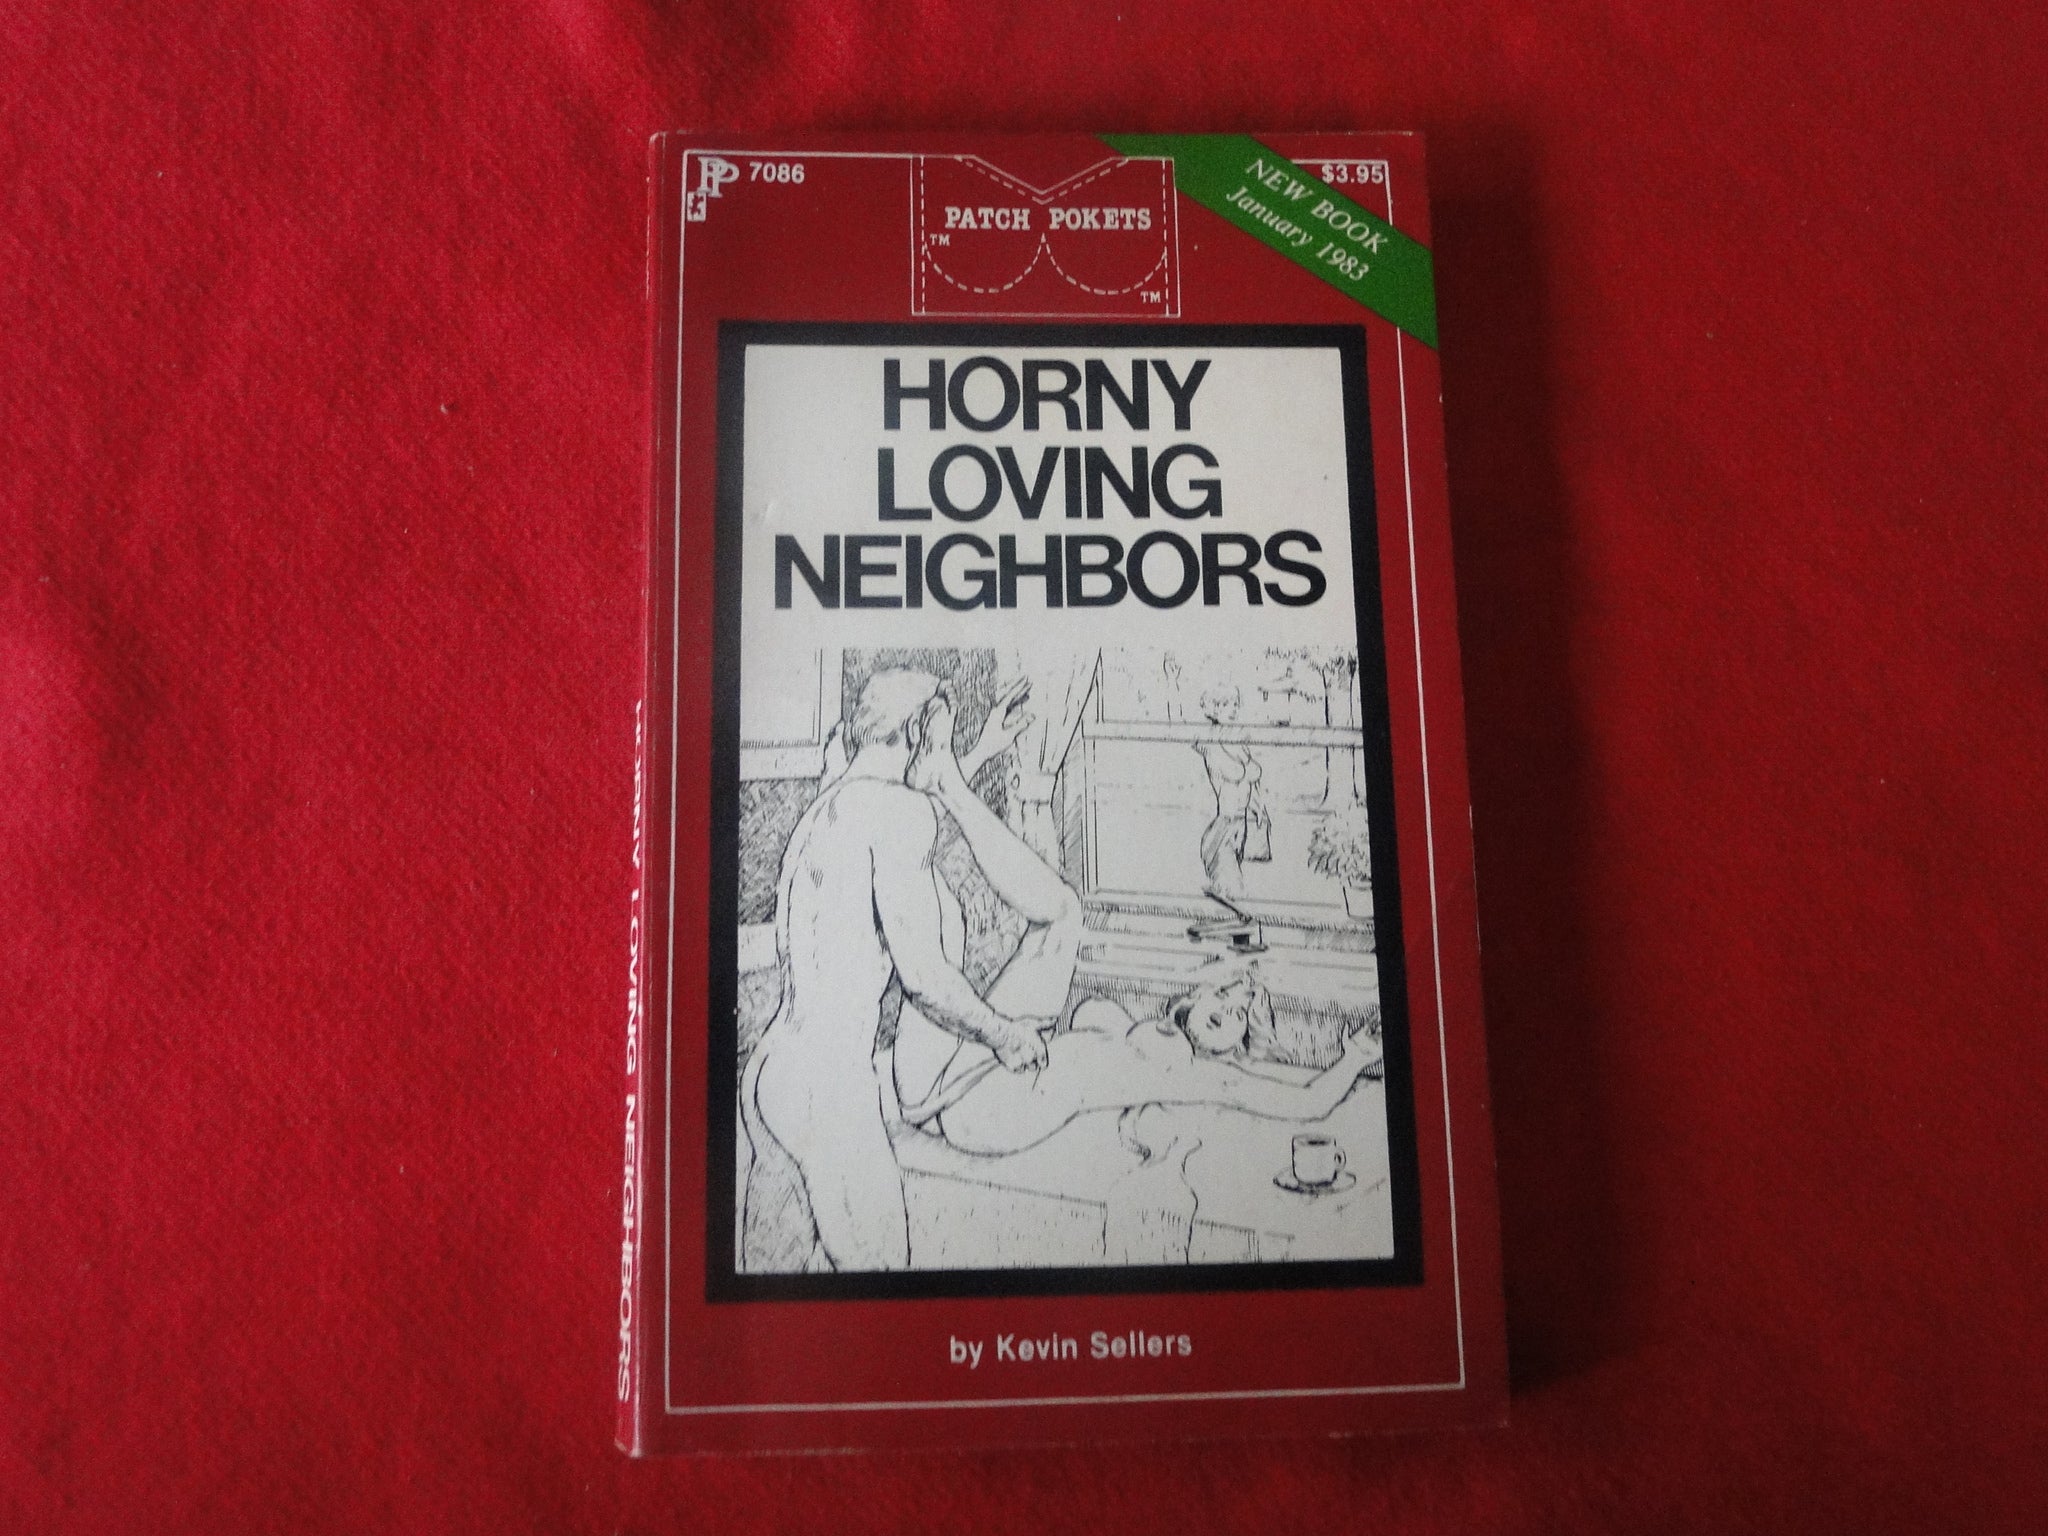 PP 7086
PATCH POKETS
TM
TM
$3.95
NEW BOOK
January 1983
HORNY
LOVING
NEIGHBORS
by Kevin Sellers
HORNY LOVING NEIGHBORS